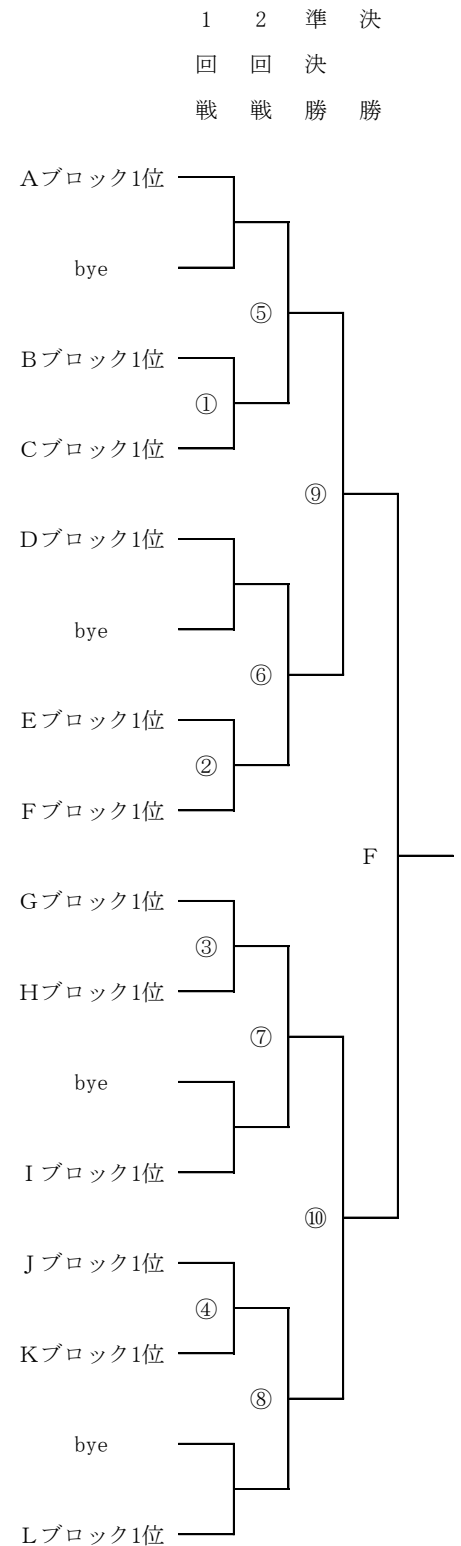 1回戦
2回戦
準決勝
決勝
Aブロック1位
bye
⑤
Bブロック1位
①
Cブロック1位
⑨
Dブロック1位
bye
⑥
Eブロック1位
②
Fブロック1位
F
Gブロック1位
③
Hブロック1位
⑦
bye
Iブロック1位
⑩
Jブロック1位
④
Kブロック1位
⑧
bye
Lブロック1位